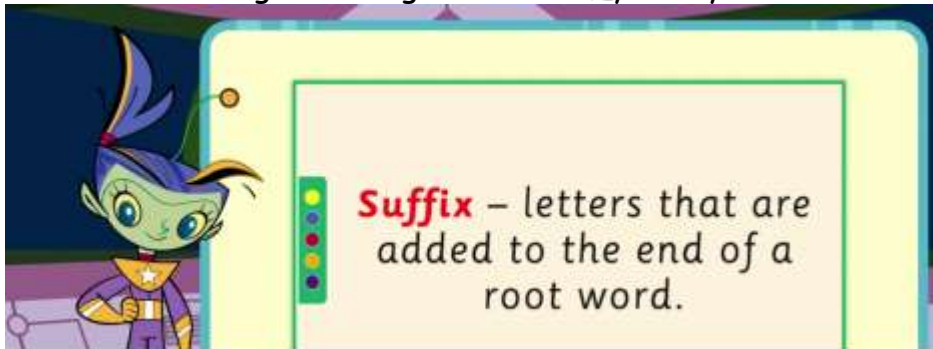 Suffix – letters that are
added to the end of a
root word.